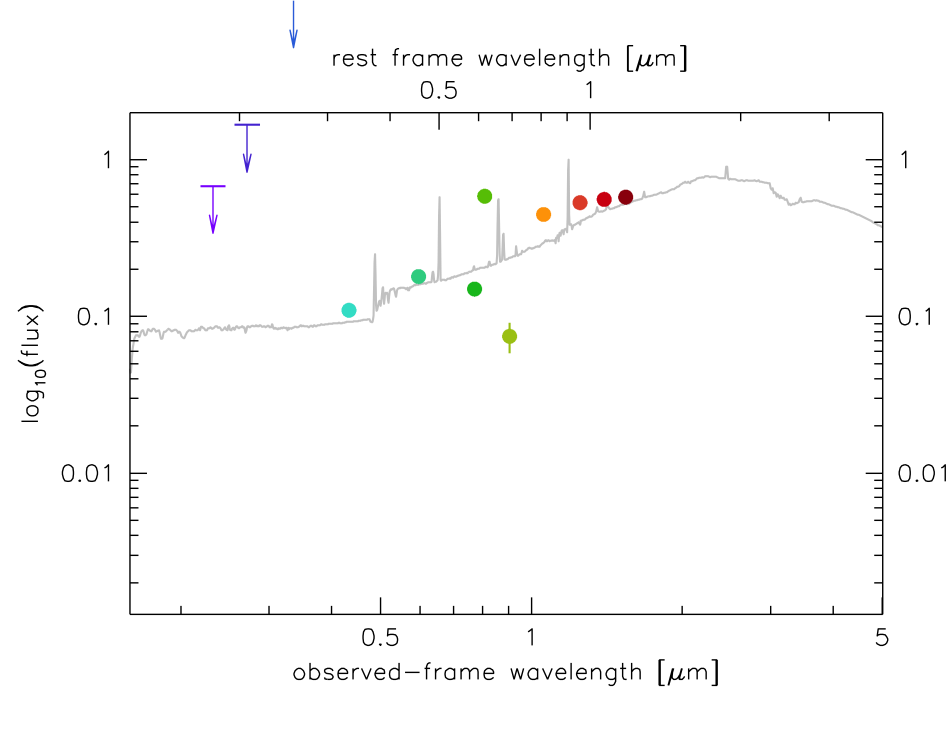 rest frame wavelength [μm]
0.5 1
1 1
0.1 0.1
0.01 0.01
log10(flux)
0.5 1 5
observed-frame wavelength [μm]